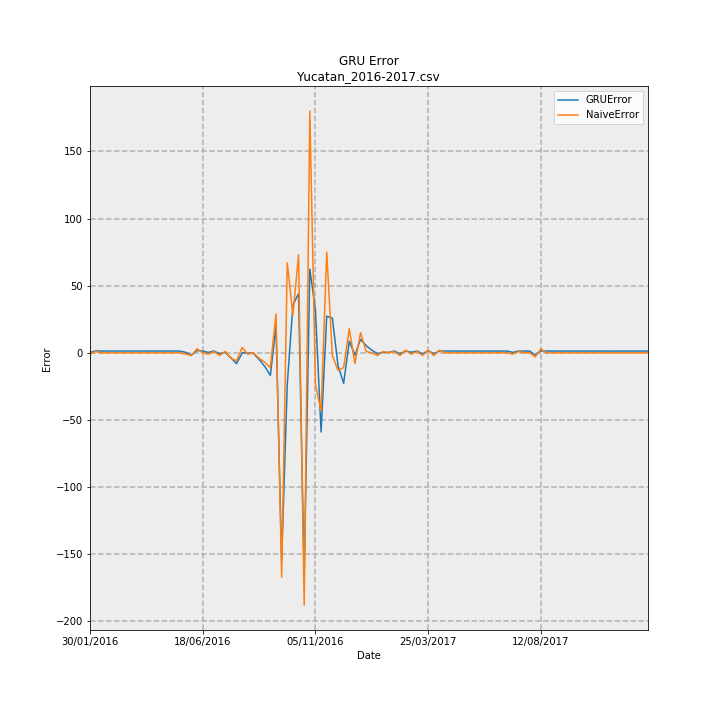 GRU Error
Yucatan_2016-2017.csv
GRUError
NaiveError
150
100
50
0
−50
−100
−150
−200
Error
30/01/2016
18/06/2016
05/11/2016
25/03/2017
12/08/2017
Date